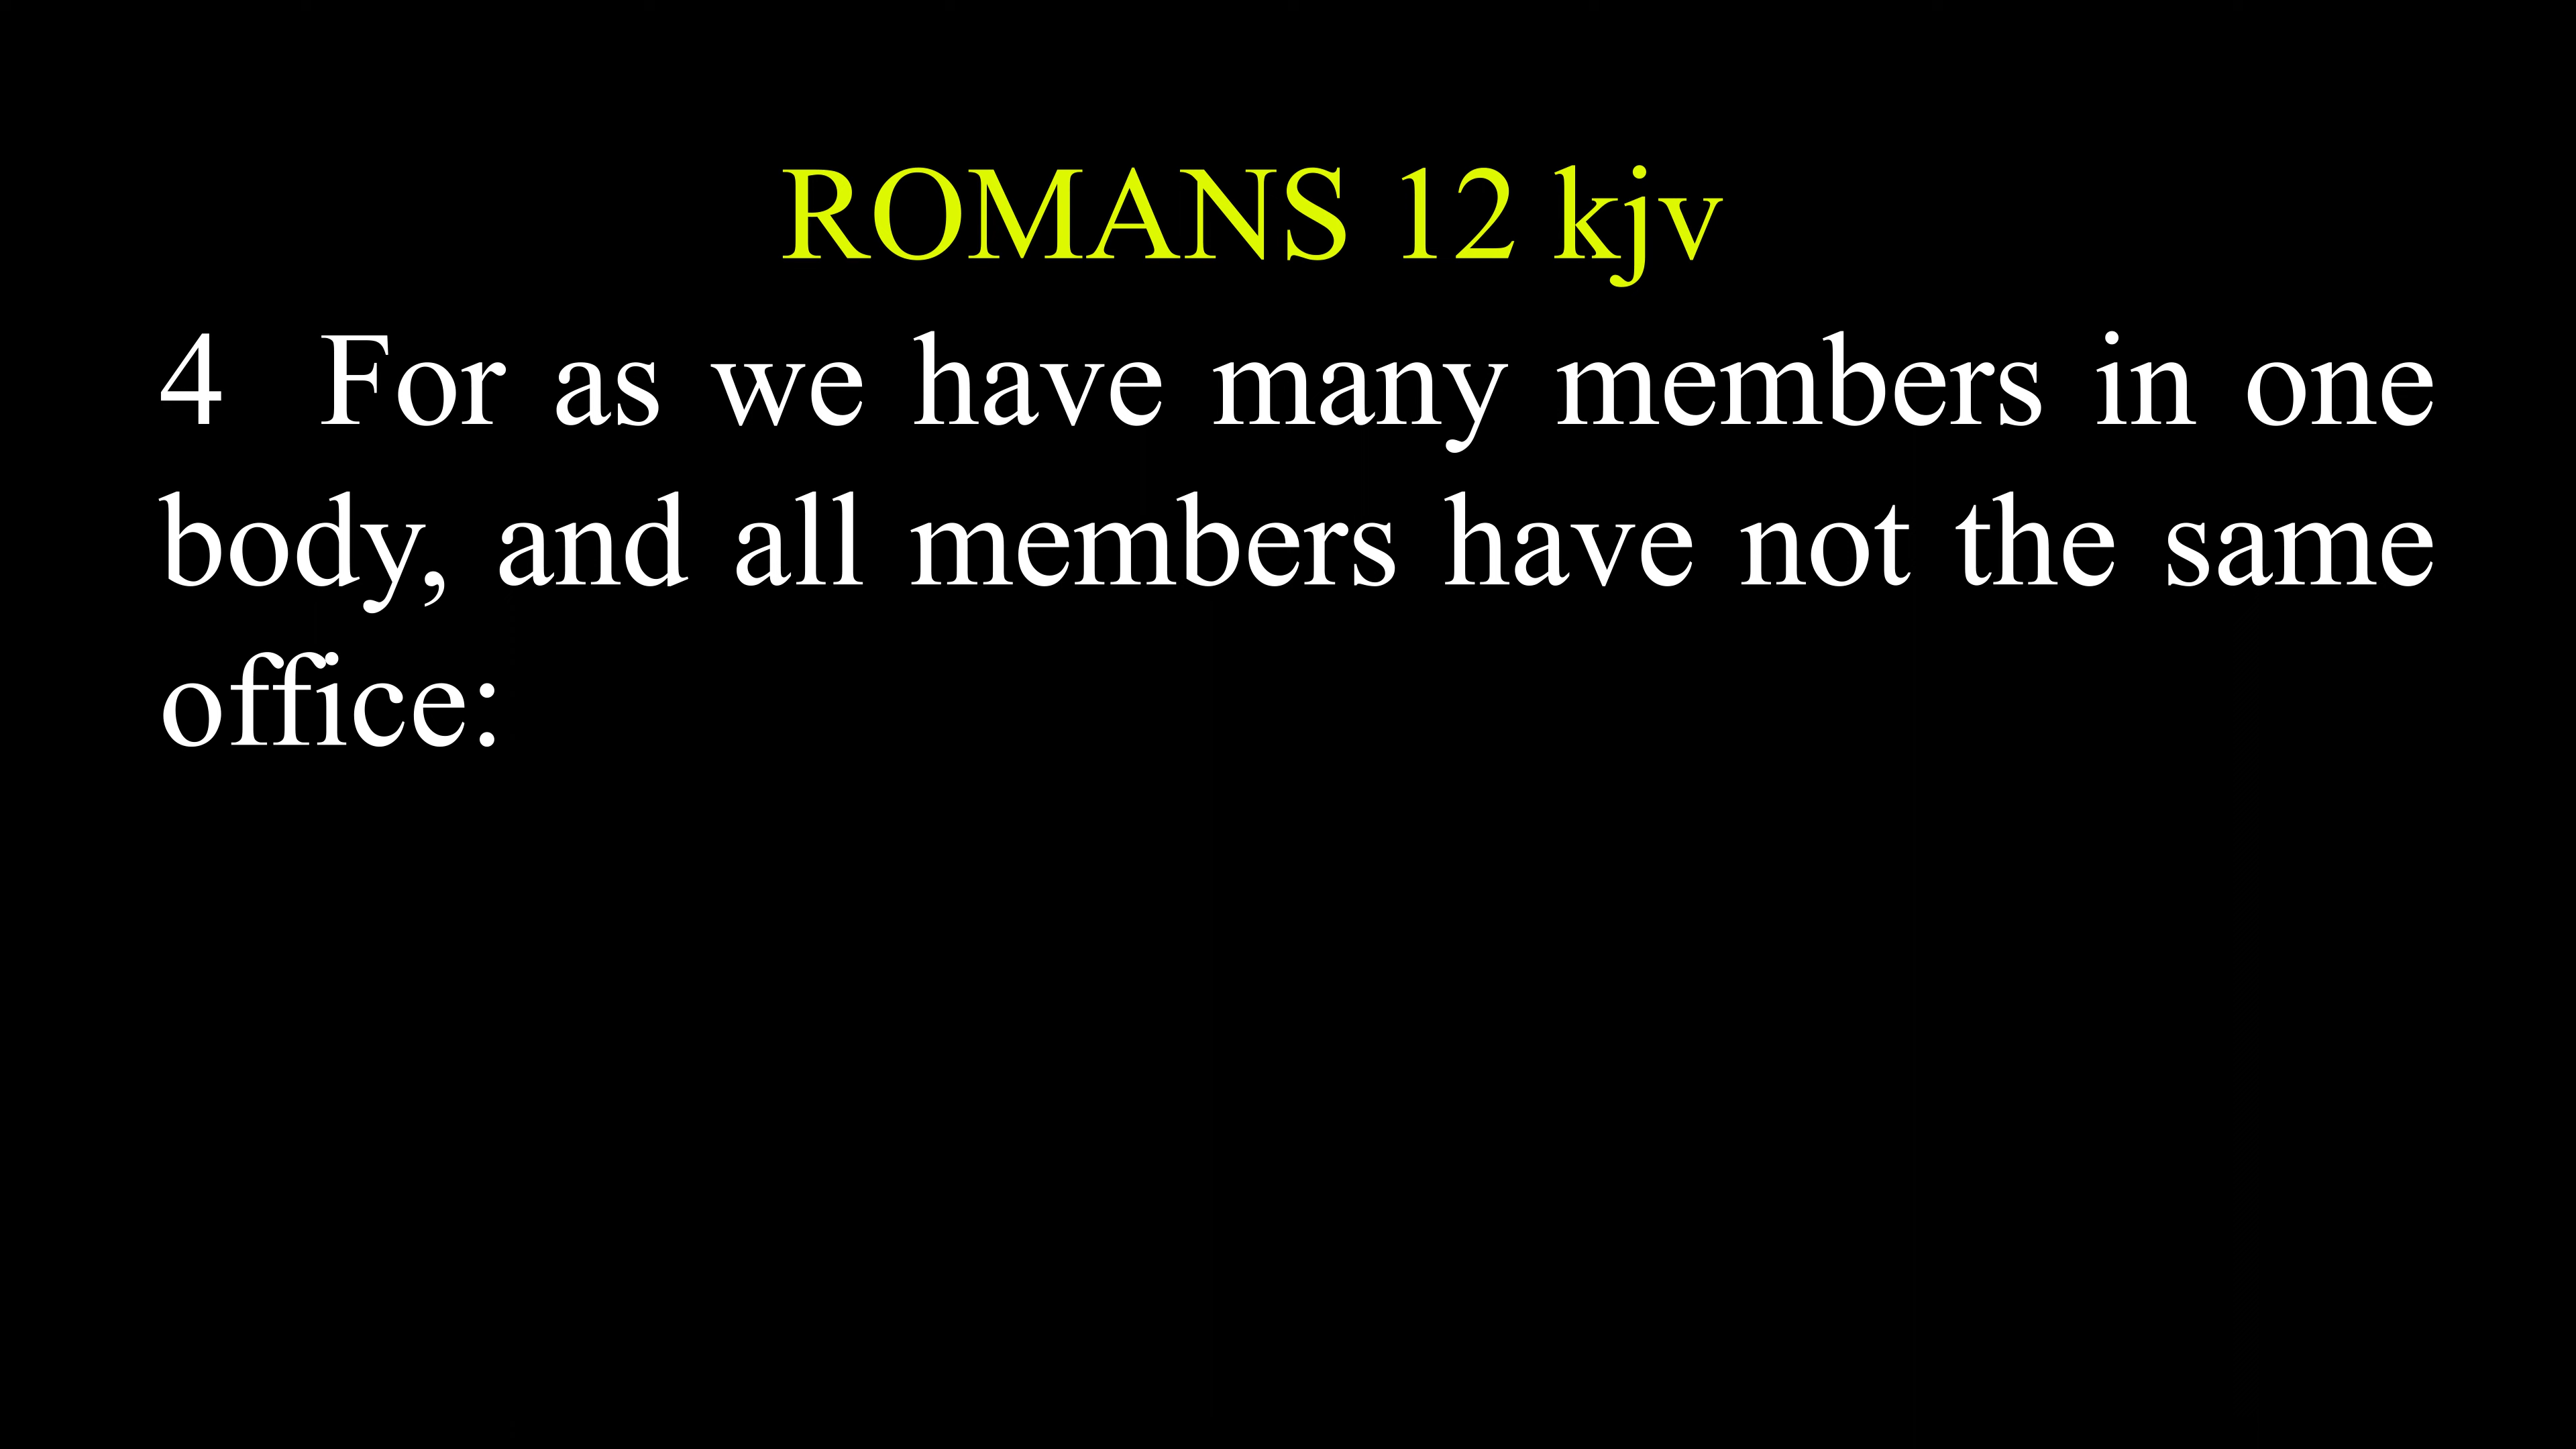 ROMANS 12 kjv
4 For as we have many members in one
body, and all members have not the same
office: